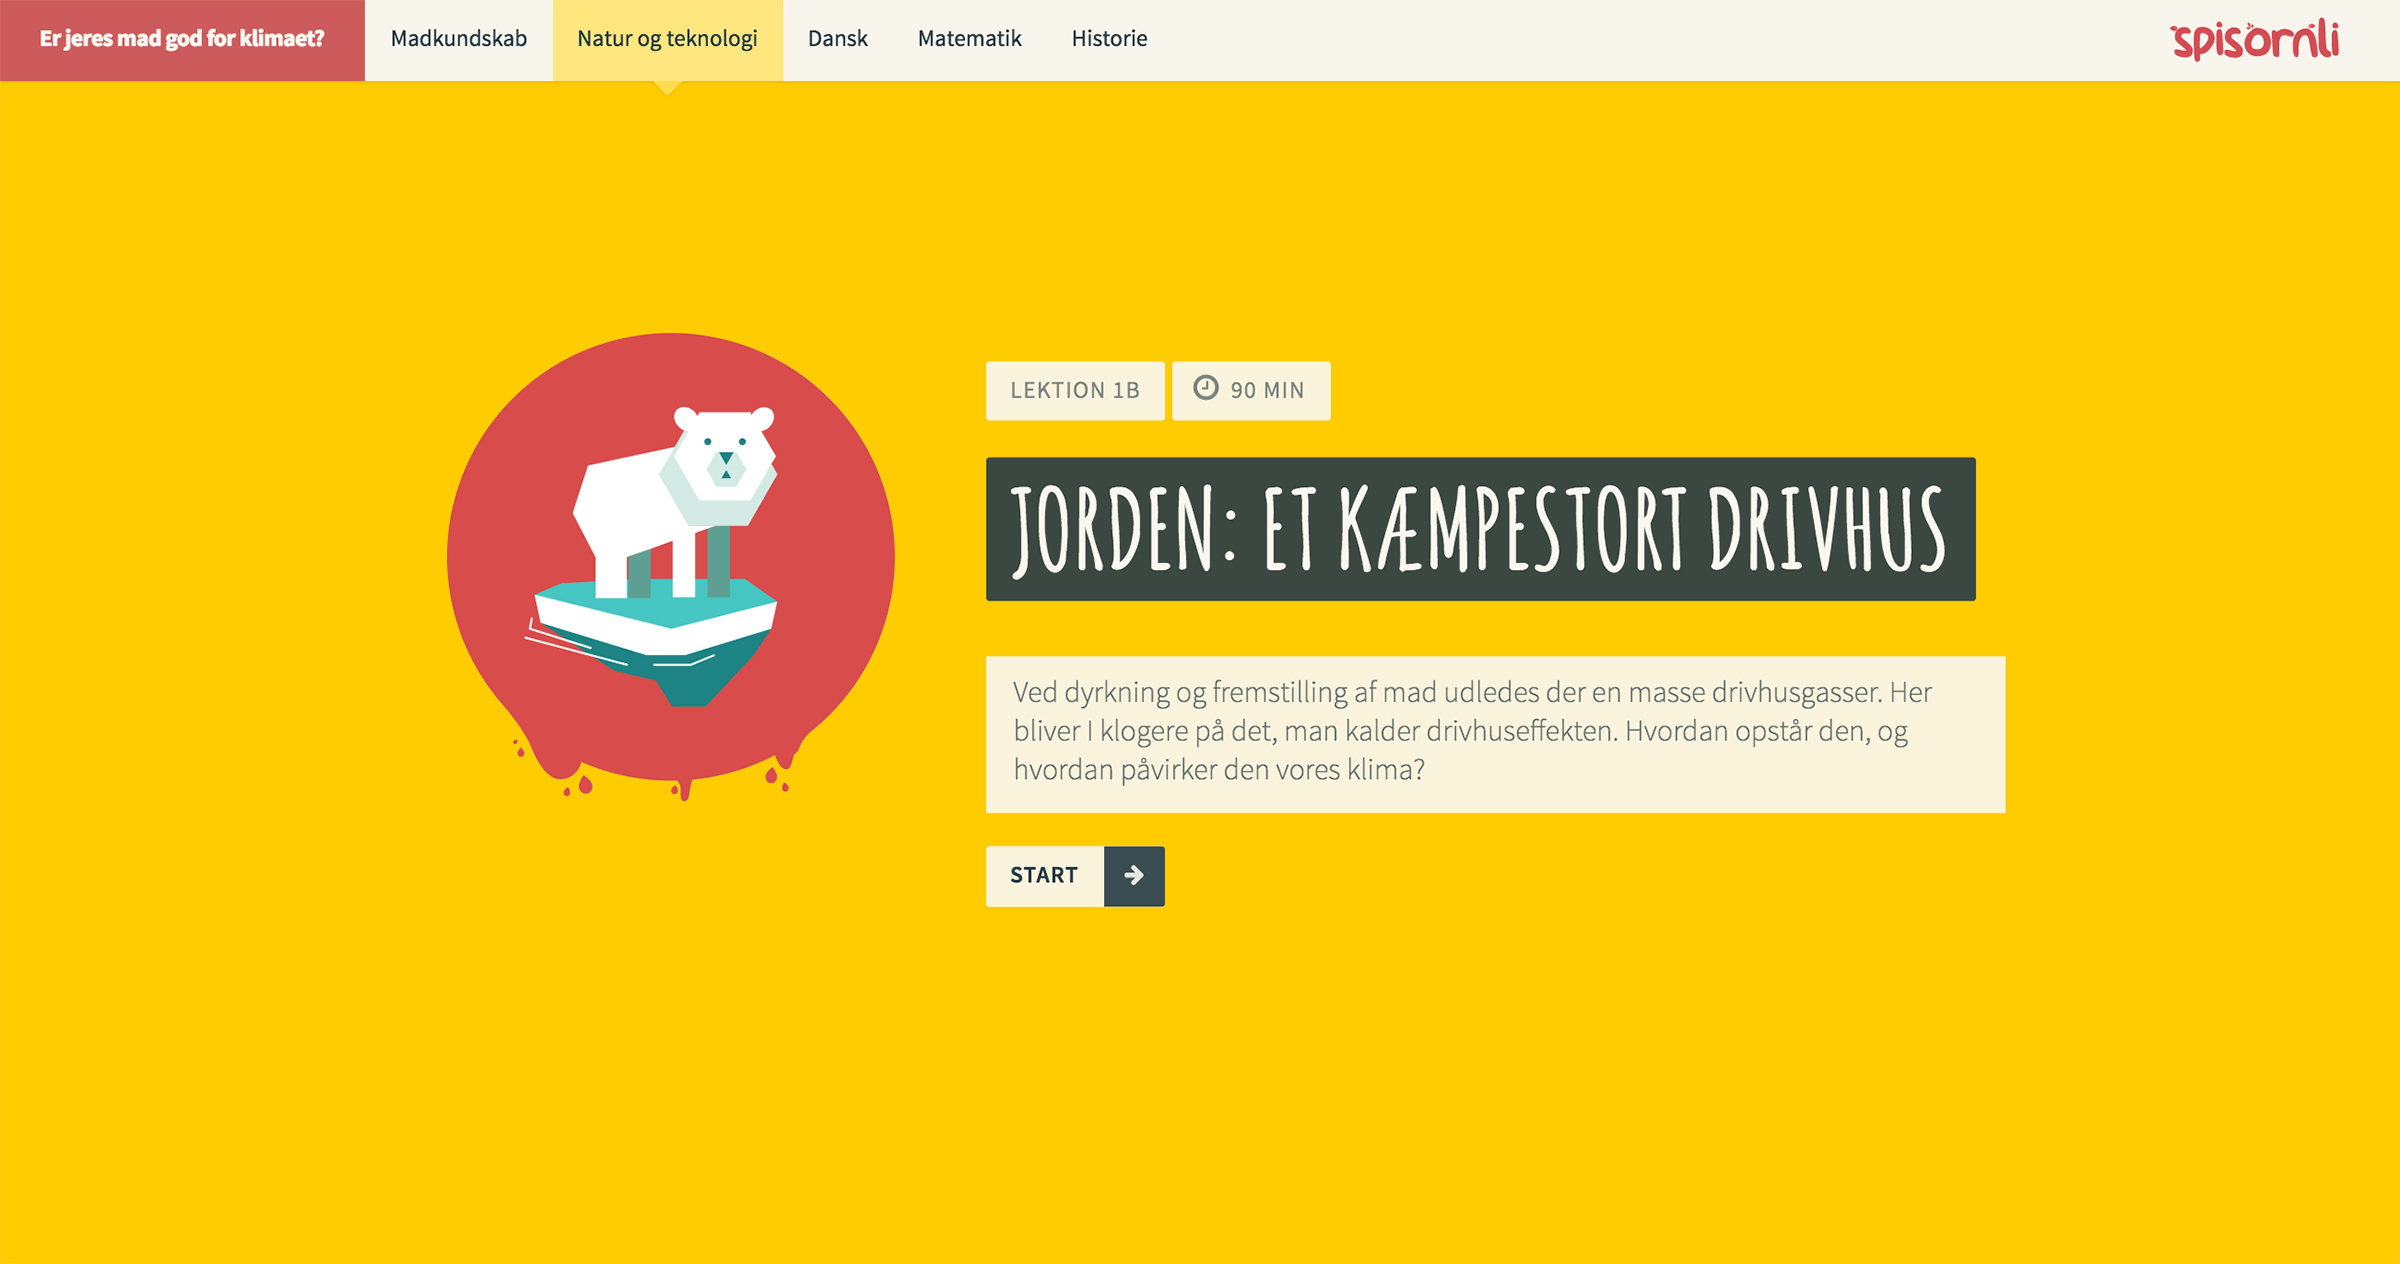 Er jeres mad god for klimaet?
Madkundskab
Natur og teknologi
Dansk
Matematik
Historie
spisörnli
LEKTION 1B
90 MIN
JORDEN: ET KÆMPESTORT DRIVHUS
Ved dyrkning og fremstilling af mad udledes der en masse drivhusgasser. Her
bliver I klogere på det, man kalder drivhuseffekten. Hvordan opstår den, og
hvordan påvirker den vores klima?
START